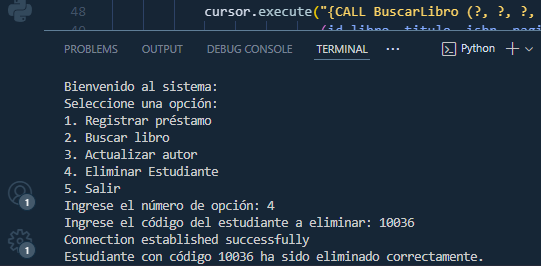 48 cursor.execute("{CALL BuscarLibro (?, ?, ?,
PROBLEMS OUTPUT DEBUG CONSOLE TERMINAL ... Python
Bienvenido al sistema:
Seleccione una opción:
1. Registrar préstamo
2. Buscar libro
3. Actualizar autor
4. Eliminar Estudiante
5. Salir
Ingrese el número de opción: 4
Ingrese el código del estudiante a eliminar: 10036
Connection established successfully
Estudiante con código 10036 ha sido eliminado correctamente.
1
1